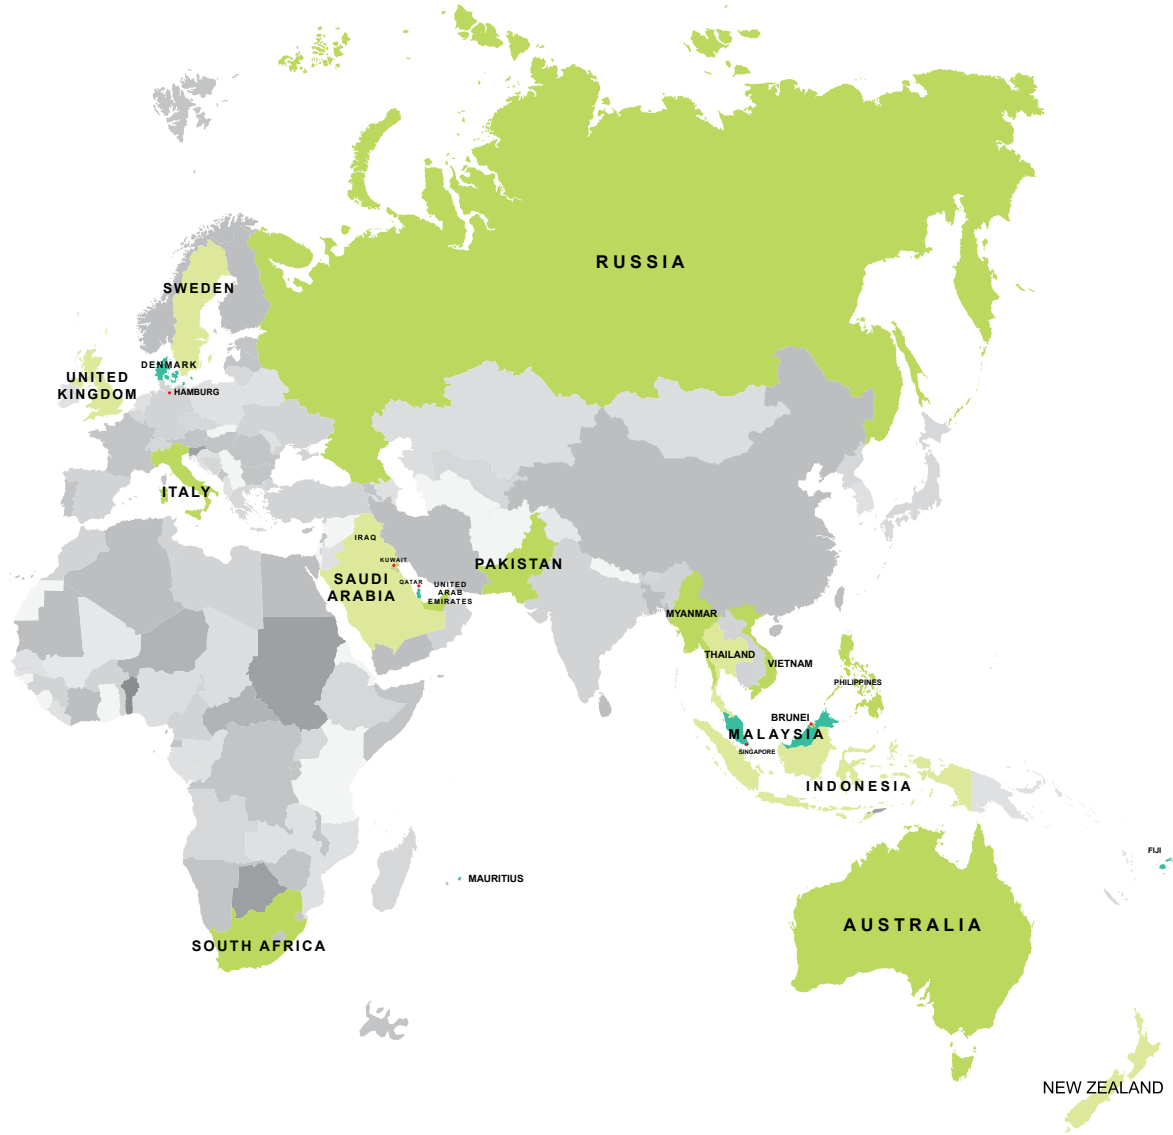 RUSSIA
SWEDEN
DENMARK
UNITED
KINGDOM
HAMBURG
ITALY
IRAQ
KUWAIT
SAUDI
ARABIA
QATAR
UNITED
ARAB
EMIRATES
PAKISTAN
MYANMAR
THAILAND
VIETNAM
PHILIPPINES
BRUNEI
MALAYSIA
SINGAPORE
INDONESIA
FIJI
MAURITIUS
SOUTH AFRICA
AUSTRALIA
NEW ZEALAND